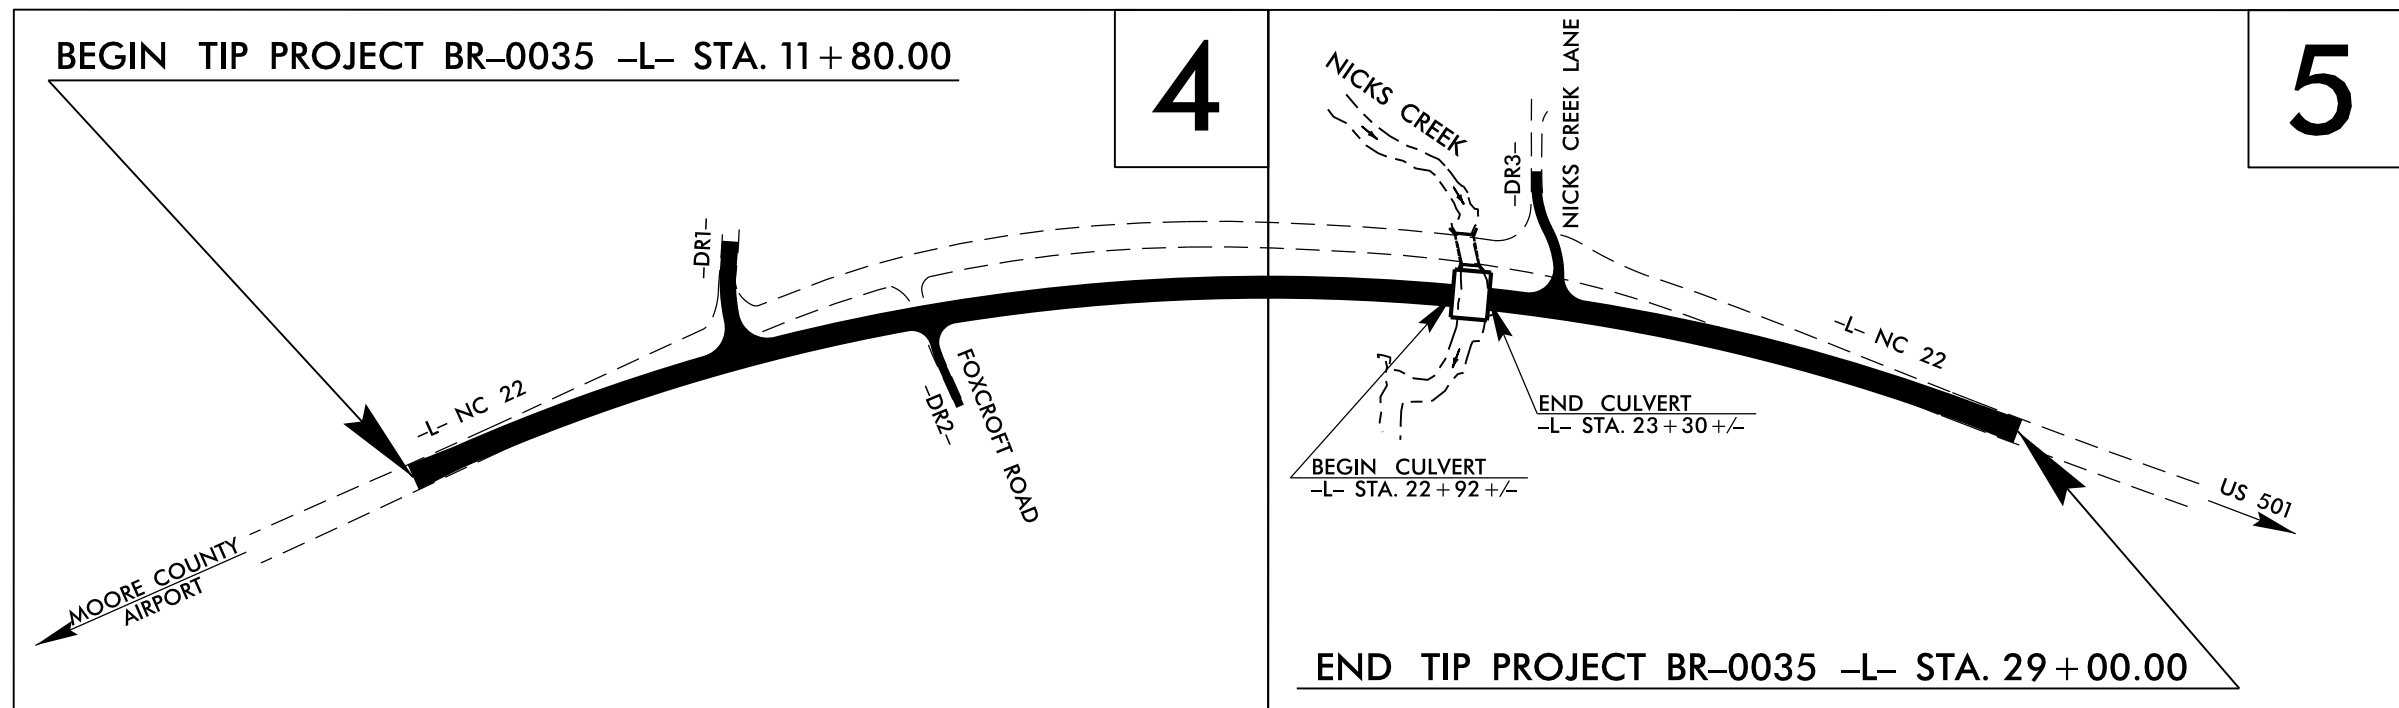 BEGIN TIP PROJECT BR–0035 –L– STA. 11+80.00
4
5
NICKS CREEK
NICKS CREEK LANE
–DR3–
–DR1–
–L– NC 22
–DR2–
FOXCROFT ROAD
–L– NC 22
END CULVERT
–L– STA. 23+30 +/–
BEGIN CULVERT
–L– STA. 22+92 +/–
US 501
MOORE COUNTY
AIRPORT
END TIP PROJECT BR–0035 –L– STA. 29+00.00